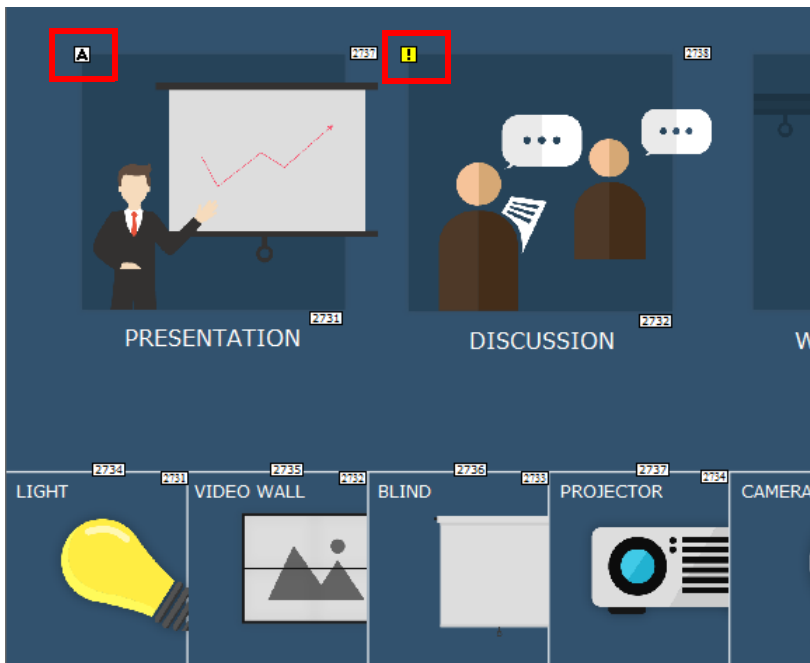 A
2737
!
2738
2731
PRESENTATION
2732
DISCUSSION
W
2734
2731
2735
2732
2736
2733
2737
2734
LIGHT
VIDEO WALL
BLIND
PROJECTOR
CAMERA